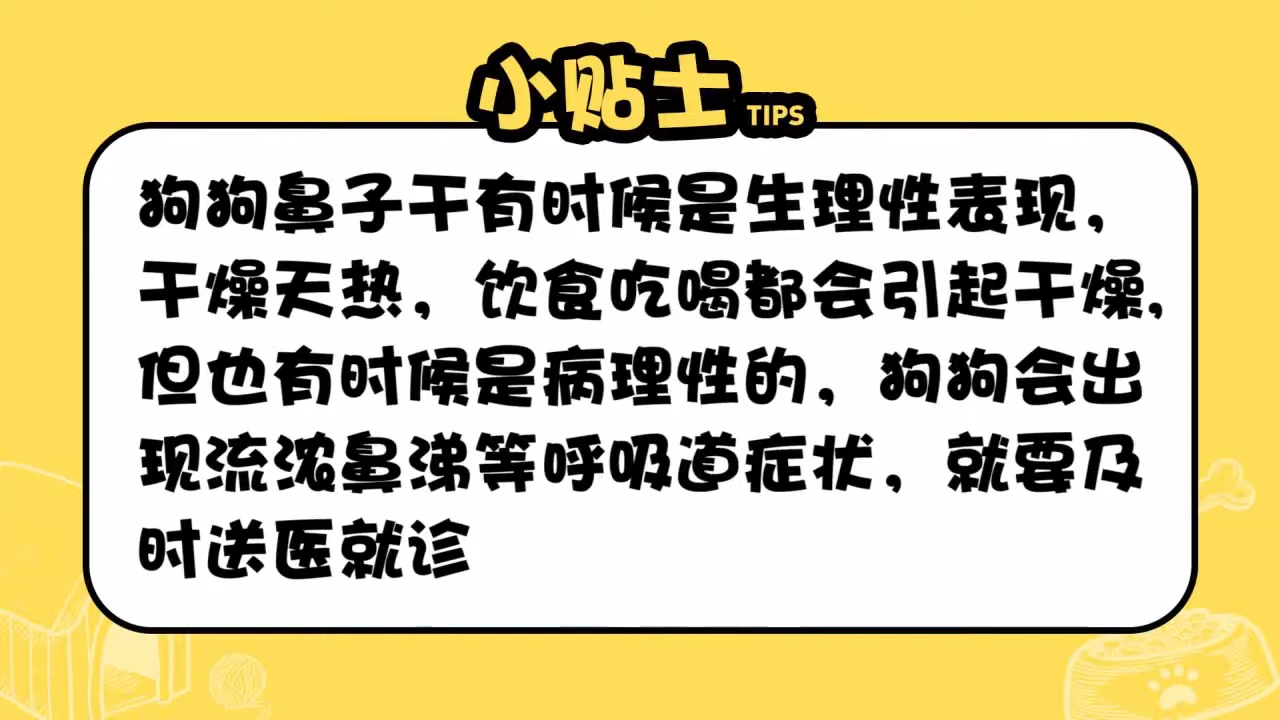 小贴士 TIPS
狗狗鼻子干有时候是生理性表现，
干燥天热，饮食吃喝都会引起干燥，
但也有时候是病理性的，狗狗会出
现流浓鼻涕等呼吸道症状，就要及
时送医就诊